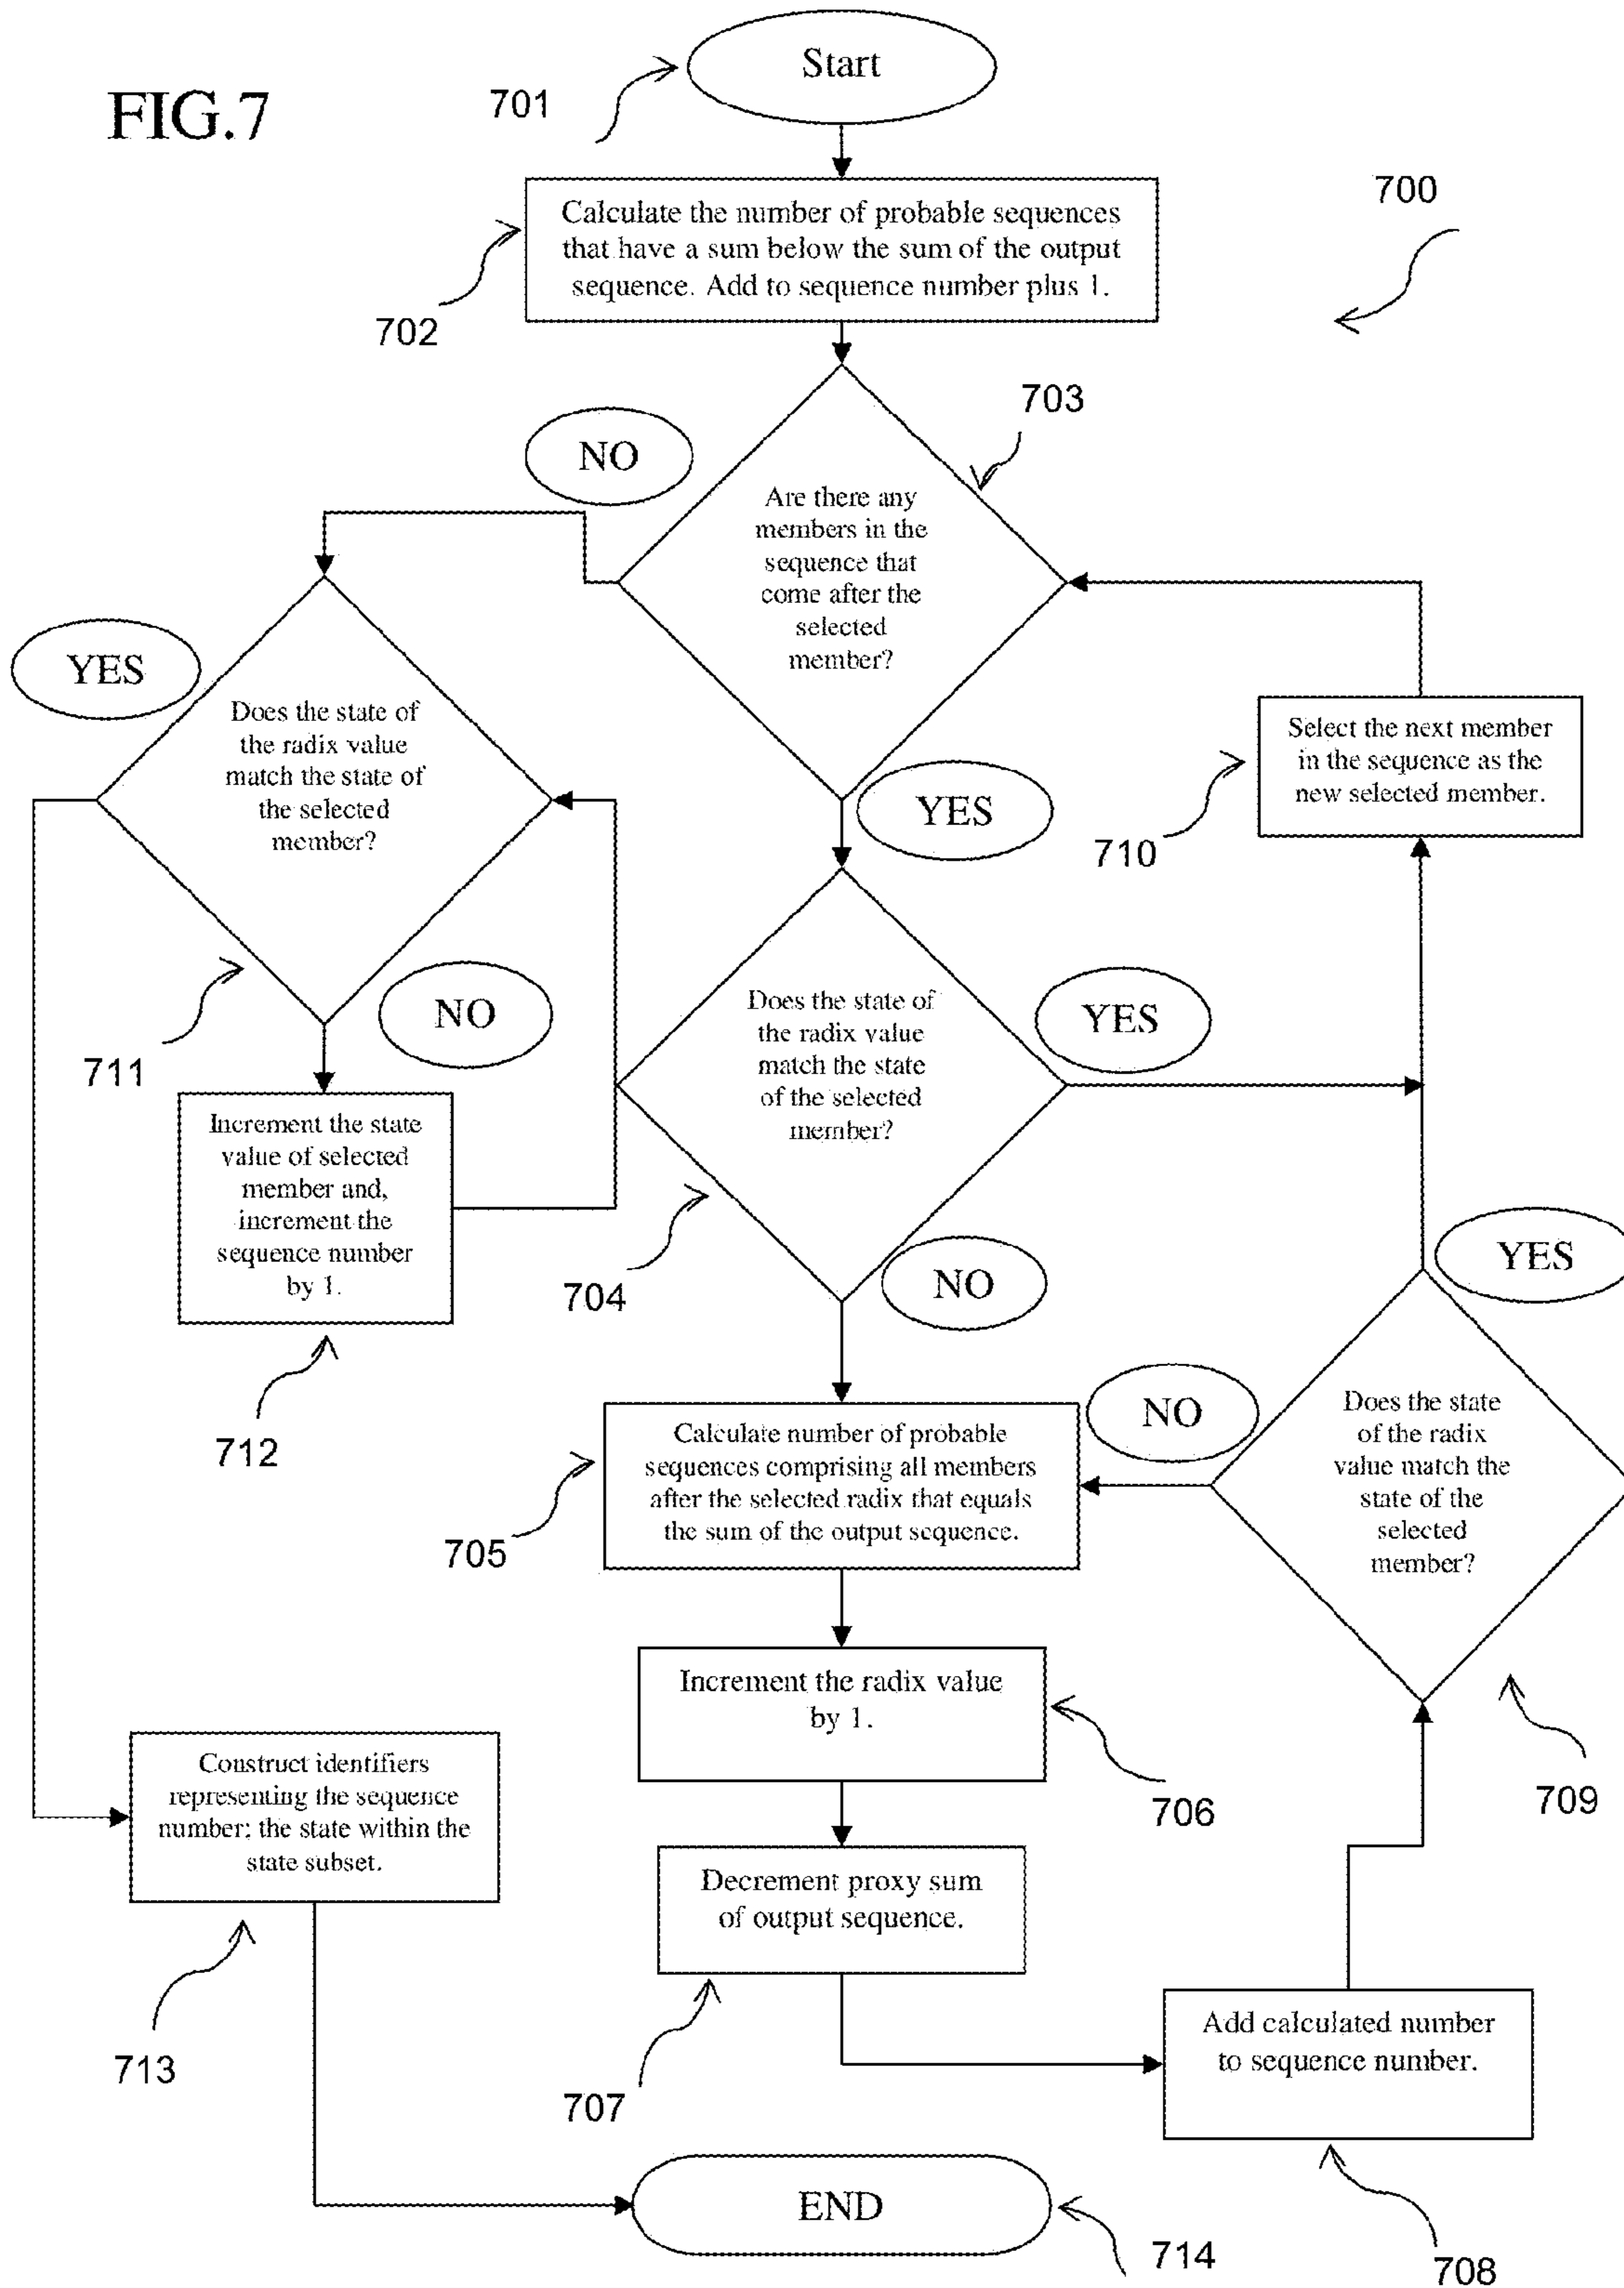 FIG.7
701
Start
700
702
Calculate the number of probable sequences
that have a sum below the sum of the output
sequence. Add to sequence number plus 1.
703
NO
Are there any
members in the
sequence that
come after the
selected
member?
YES
Does the state of
the radix value
match the state of
the selected
member?
711
NO
YES
710
Select the next member
in the sequence as the
new selected member.
Does the state of
the radix value
match the state
of the selected
member?
YES
704
NO
Increment the state
value of selected
member and,
increment the
sequence number
by 1.
712
YES
NO
Does the state
of the radix
value match the
state of the
selected
member?
709
705
Calculate number of probable
sequences comprising all members
after the selected radix that equals
the sum of the output sequence.
Increment the radix value
by 1.
706
Construct identifiers
representing the sequence
number; the state within the
state subset.
713
Decrement proxy sum
of output sequence.
707
Add calculated number
to sequence number.
708
END
714